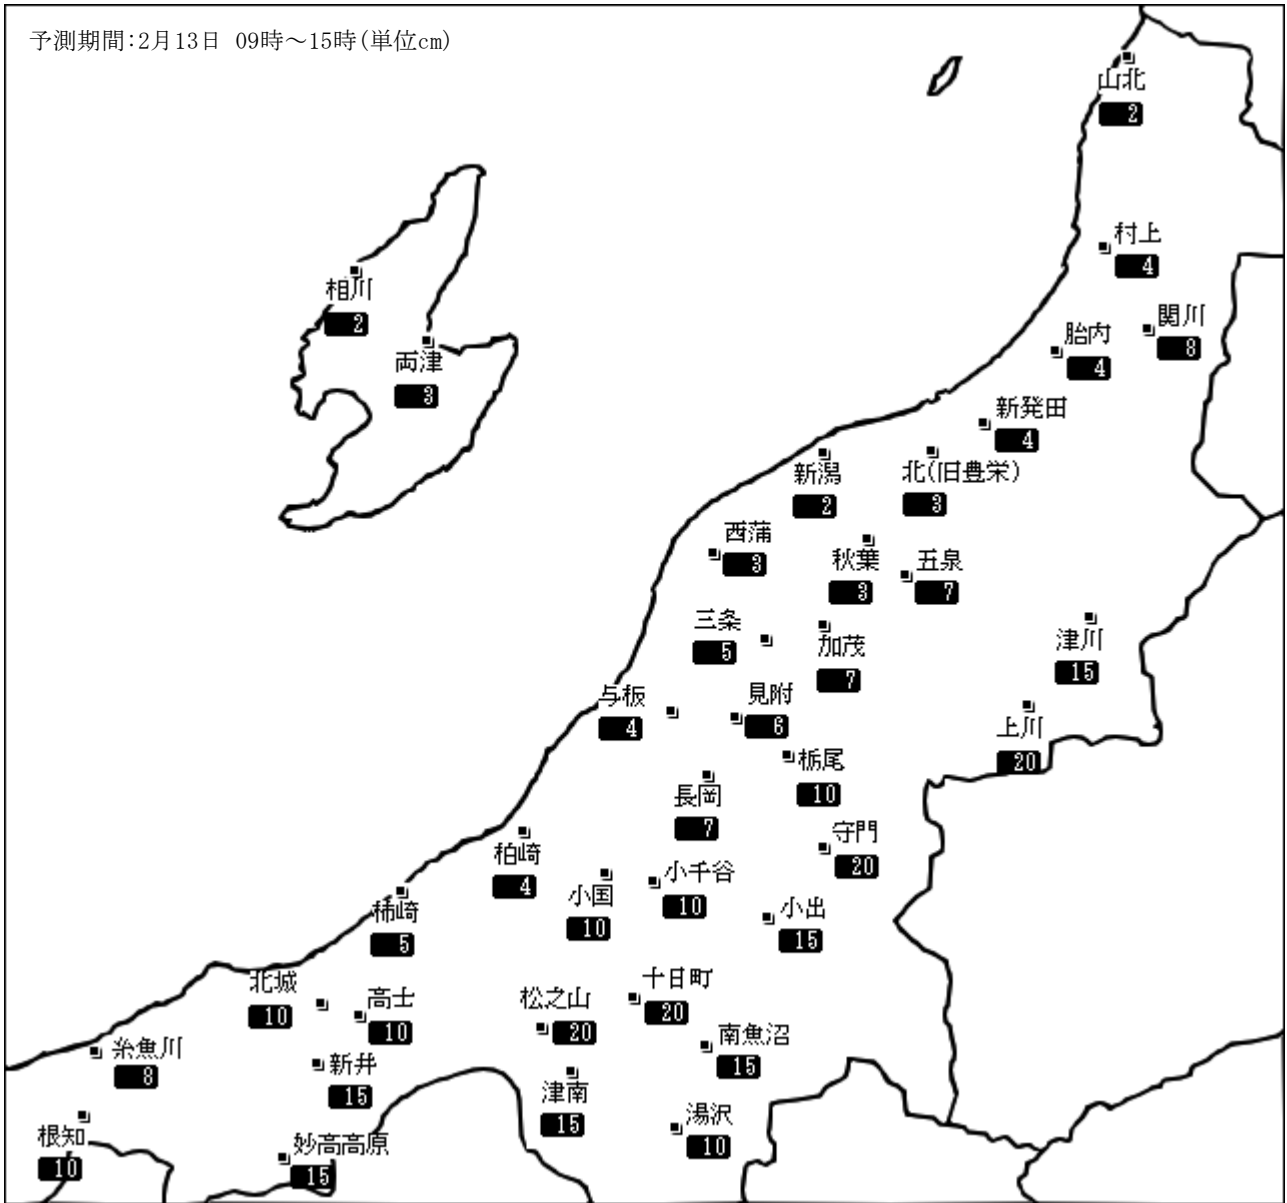 予測期間:2月13日 09時～15時(単位cm)
山北
2
村上
4
相川
2
関川
8
胎内
4
両津
3
新発田
4
新潟
2
北(旧豊栄)
3
西蒲
3
秋葉
3
五泉
7
三条
5
加茂
7
津川
15
与板
4
見附
6
上川
20
栃尾
10
長岡
7
守門
20
柏崎
4
小千谷
10
小国
10
柿崎
5
小出
15
北城
10
高士
10
松之山
20
十日町
20
南魚沼
15
糸魚川
8
新井
15
津南
15
湯沢
10
根知
10
妙高高原
15